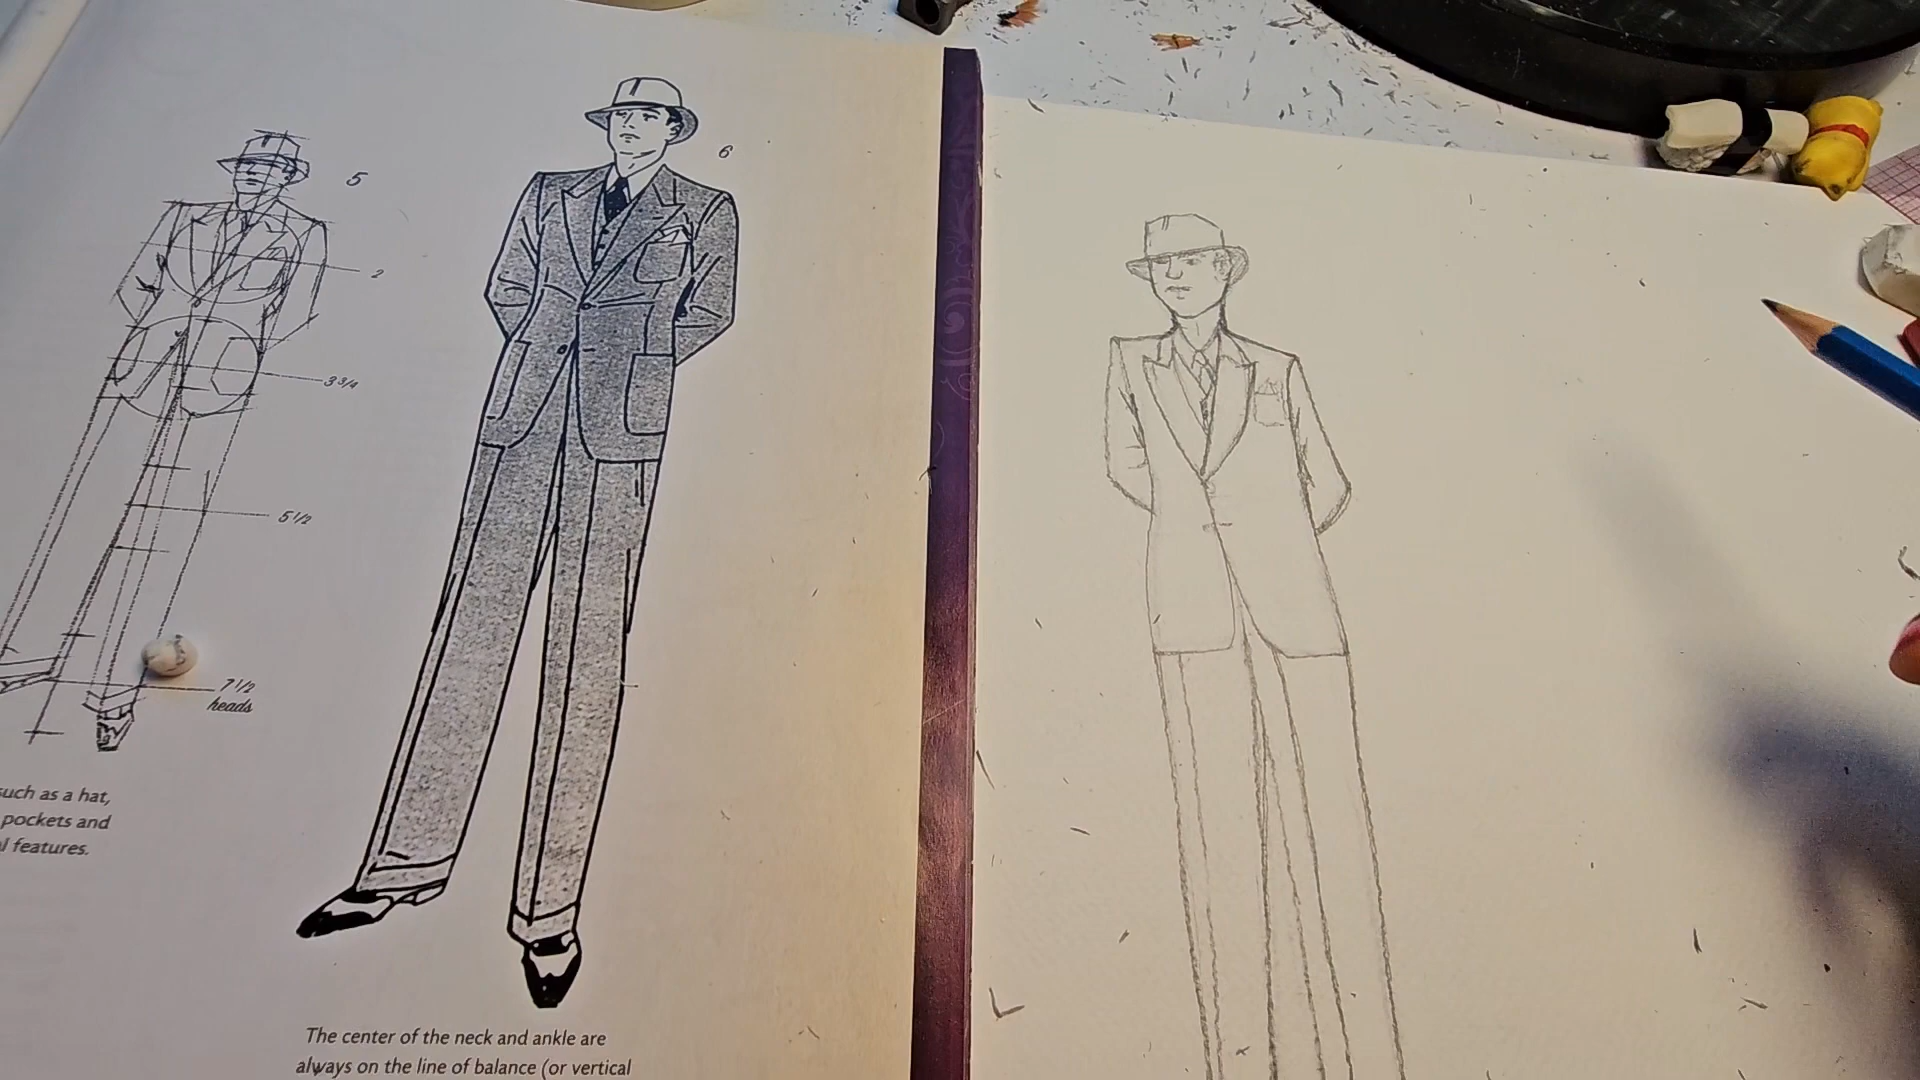 5
6
2
3 3/4
5 1/2
7 1/2
heads
such as a hat,
pockets and
features.
The center of the neck and ankle are
always on the line of balance (or vertical